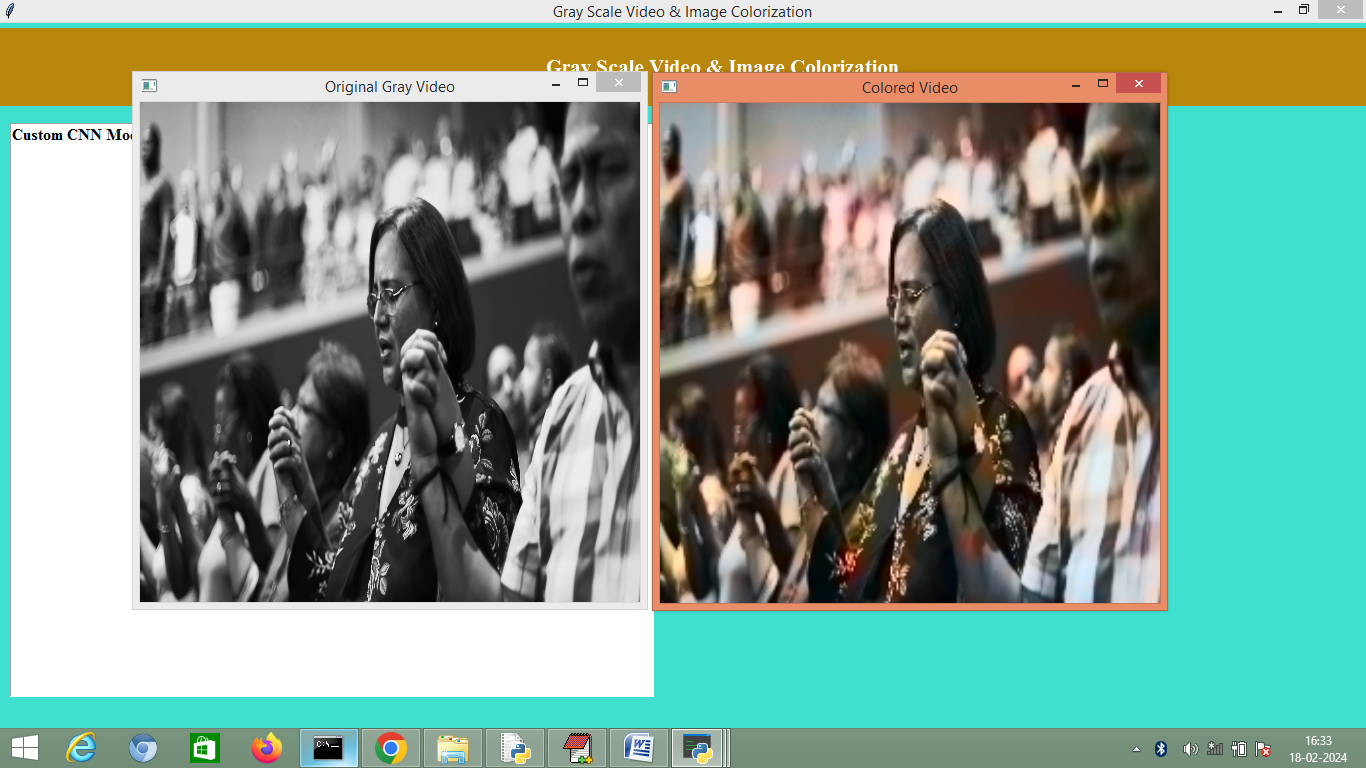 Gray Scale Video & Image Colorization
Gray Scale Video & Image Colorization
Original Gray Video
Colored Video
Custom CNN
C:\
W
16:33
18-02-2024